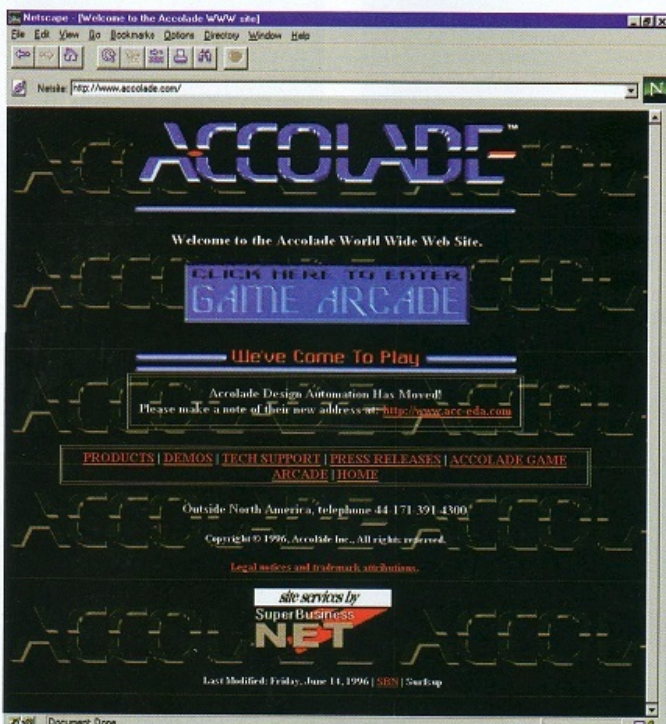 Netscape - [Welcome to the Accolade WWW site]
File Edit View Go Bookmarks Options Directory Window Help
Netsite: http://www.accolade.com/
N
ACCOLADE™
Welcome to the Accolade World Wide Web Site.
CLICK HERE TO ENTER
GAME ARCADE
We've Come To Play
Accolade Design Automation Has Moved!
Please make a note of their new address at: http://www.acc-eda.com
PRODUCTS | DEMOS | TECH SUPPORT | PRESS RELEASES | ACCOLADE GAME
ARCADE | HOME
Outside North America, telephone 44-171-391-4300
Copyright © 1996, Accolade Inc., All rights reserved.
Legal notices and trademark attributions.
site services by
SuperBusiness
NET
Last Modified: Friday, June 14, 1996 | SBN | Surfsup
Document: Done